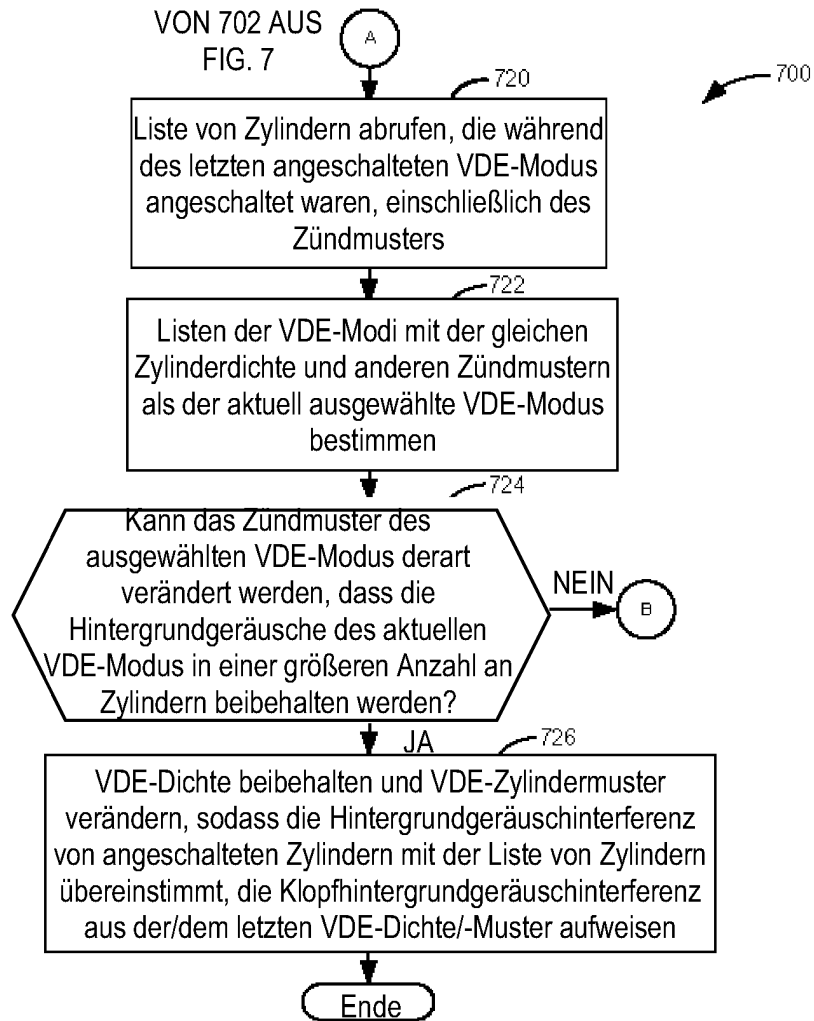 VON 702 AUS
FIG. 7
A
700
720
Liste von Zylindern abrufen, die während
des letzten angeschalteten VDE-Modus
angeschaltet waren, einschließlich des
Zündmusters
722
Listen der VDE-Modi mit der gleichen
Zylinderdichte und anderen Zündmustern
als der aktuell ausgewählte VDE-Modus
bestimmen
724
Kann das Zündmuster des
ausgewählten VDE-Modus derart
verändert werden, dass die
Hintergrundgeräusche des aktuellen
VDE-Modus in einer größeren Anzahl an
Zylindern beibehalten werden?
NEIN
B
JA
726
VDE-Dichte beibehalten und VDE-Zylindermuster
verändern, sodass die Hintergrundgeräuschinterferenz
von angeschalteten Zylindern mit der Liste von Zylindern
übereinstimmt, die Klopfhintergrundgeräuschinterferenz
aus der/dem letzten VDE-Dichte/-Muster aufweisen
Ende